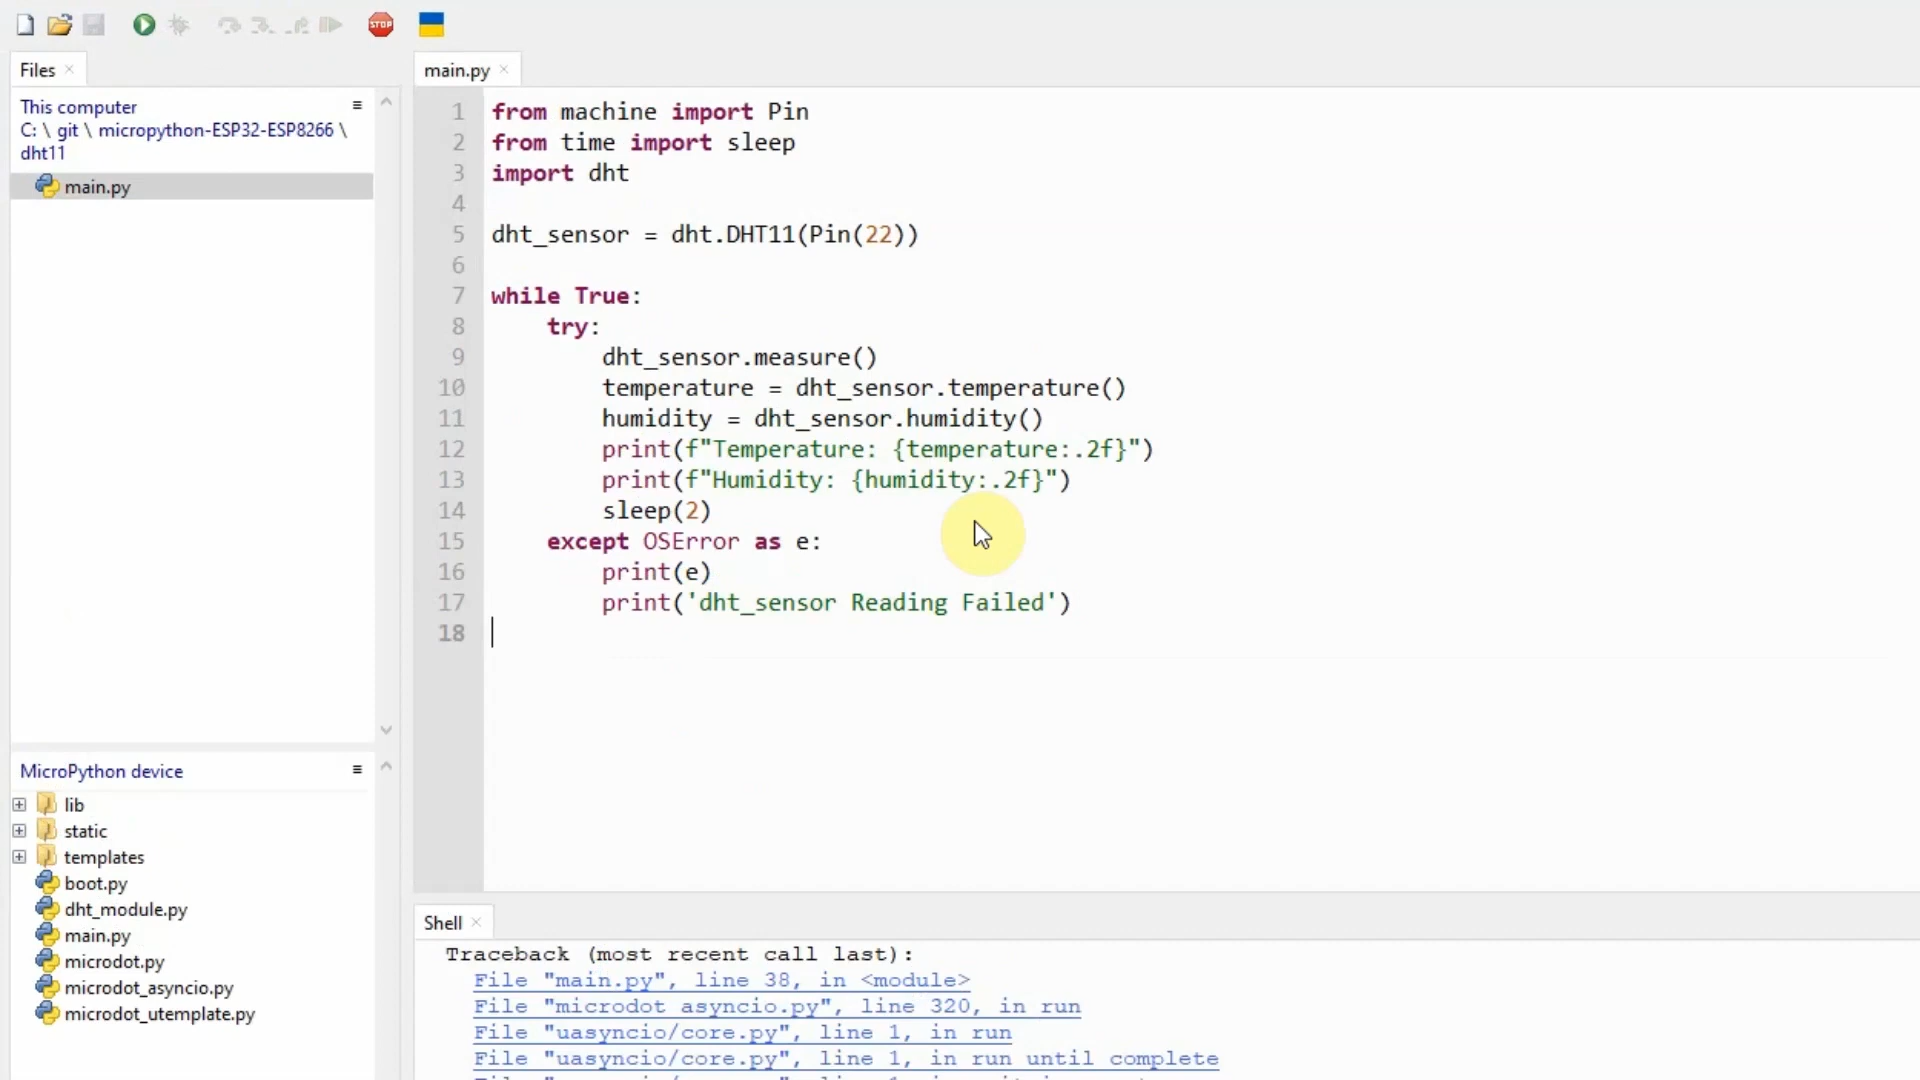 STOP
Files
main.py
This computer
C: \ git \ micropython-ESP32-ESP8266 \
dht11
main.py
1 from machine import Pin
2 from time import sleep
3 import dht
4
5 dht_sensor = dht.DHT11(Pin(22))
6
7 while True:
8 try:
9 dht_sensor.measure()
10 temperature = dht_sensor.temperature()
11 humidity = dht_sensor.humidity()
12 print(f"Temperature: {temperature:.2f}")
13 print(f"Humidity: {humidity:.2f}")
14 sleep(2)
15 except OSError as e:
16 print(e)
17 print('dht_sensor Reading Failed')
18
MicroPython device
lib
static
templates
boot.py
dht_module.py
main.py
microdot.py
microdot_asyncio.py
microdot_utemplate.py
Shell
Traceback (most recent call last):
File "main.py", line 38, in <module>
File "microdot_asyncio.py", line 320, in run
File "uasyncio/core.py", line 1, in run
File "uasyncio/core.py", line 1, in run_until_complete